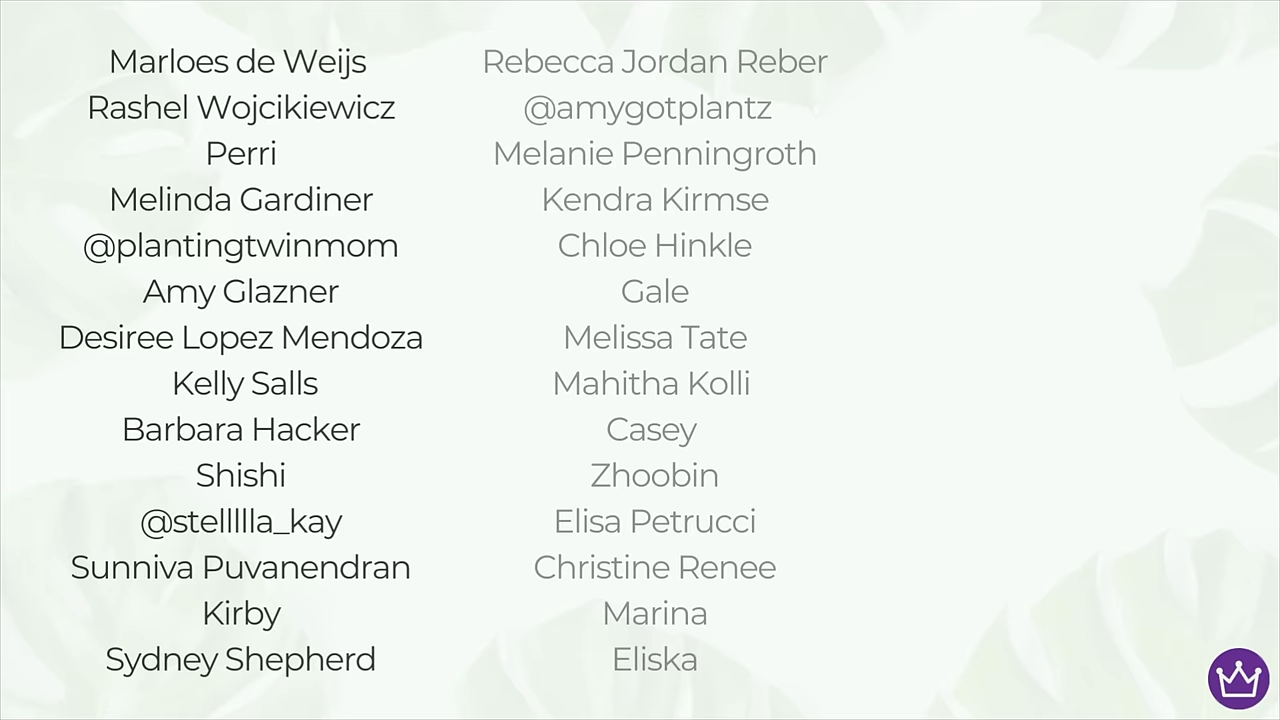 Marloes de Weijs
Rashel Wojcikiewicz
Perri
Melinda Gardiner
@plantingtwinmom
Amy Glazner
Desiree Lopez Mendoza
Kelly Salls
Barbara Hacker
Shishi
@stellllla_kay
Sunniva Puvanendran
Kirby
Sydney Shepherd
Rebecca Jordan Reber
@amygotplantz
Melanie Penningroth
Kendra Kirmse
Chloe Hinkle
Gale
Melissa Tate
Mahitha Kolli
Casey
Zhoobin
Elisa Petrucci
Christine Renee
Marina
Eliska